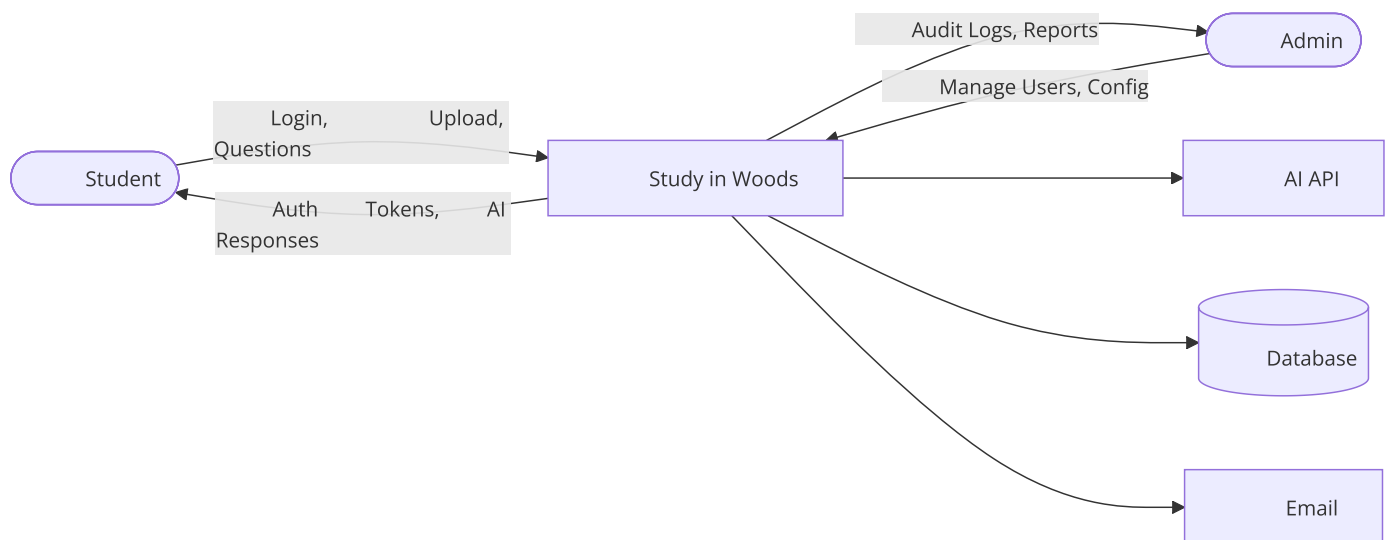 Audit Logs, Reports
Admin
Manage Users, Config
Login, Upload,
Questions
Student
Study in Woods
AI API
Auth Tokens, AI
Responses
Database
Email